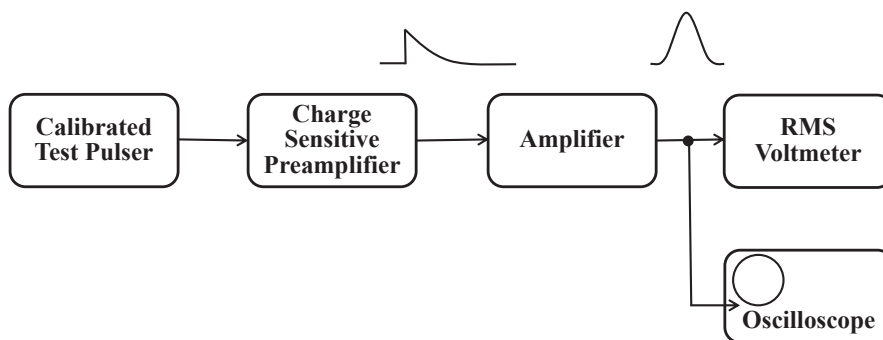 Calibrated
Test Pulser
Charge
Sensitive
Preamplifier
Amplifier
RMS
Voltmeter
Oscilloscope